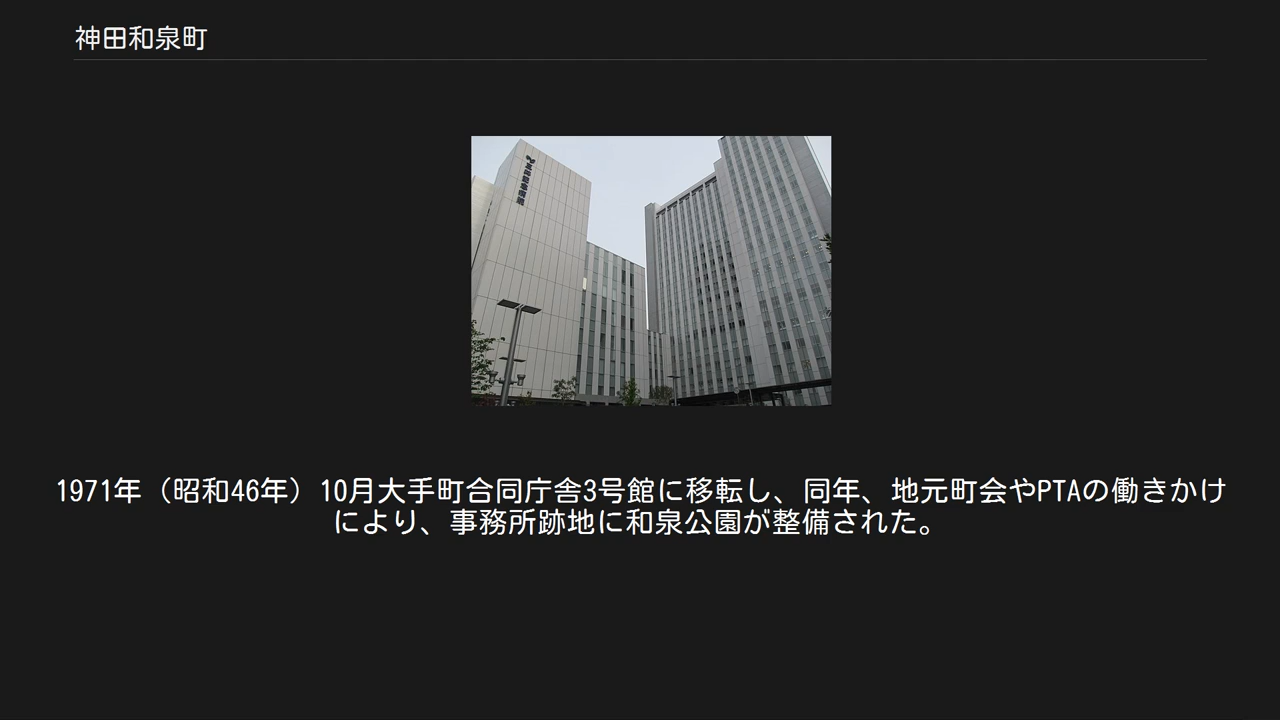 神田和泉町
1971年（昭和46年）10月大手町合同庁舎3号館に移転し、同年、地元町会やPTAの働きかけ
により、事務所跡地に和泉公園が整備された。